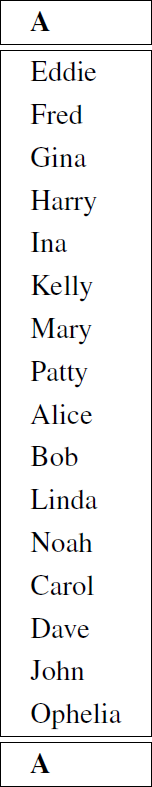 A
Eddie
Fred
Gina
Harry
Ina
Kelly
Mary
Patty
Alice
Bob
Linda
Noah
Carol
Dave
John
Ophelia
A